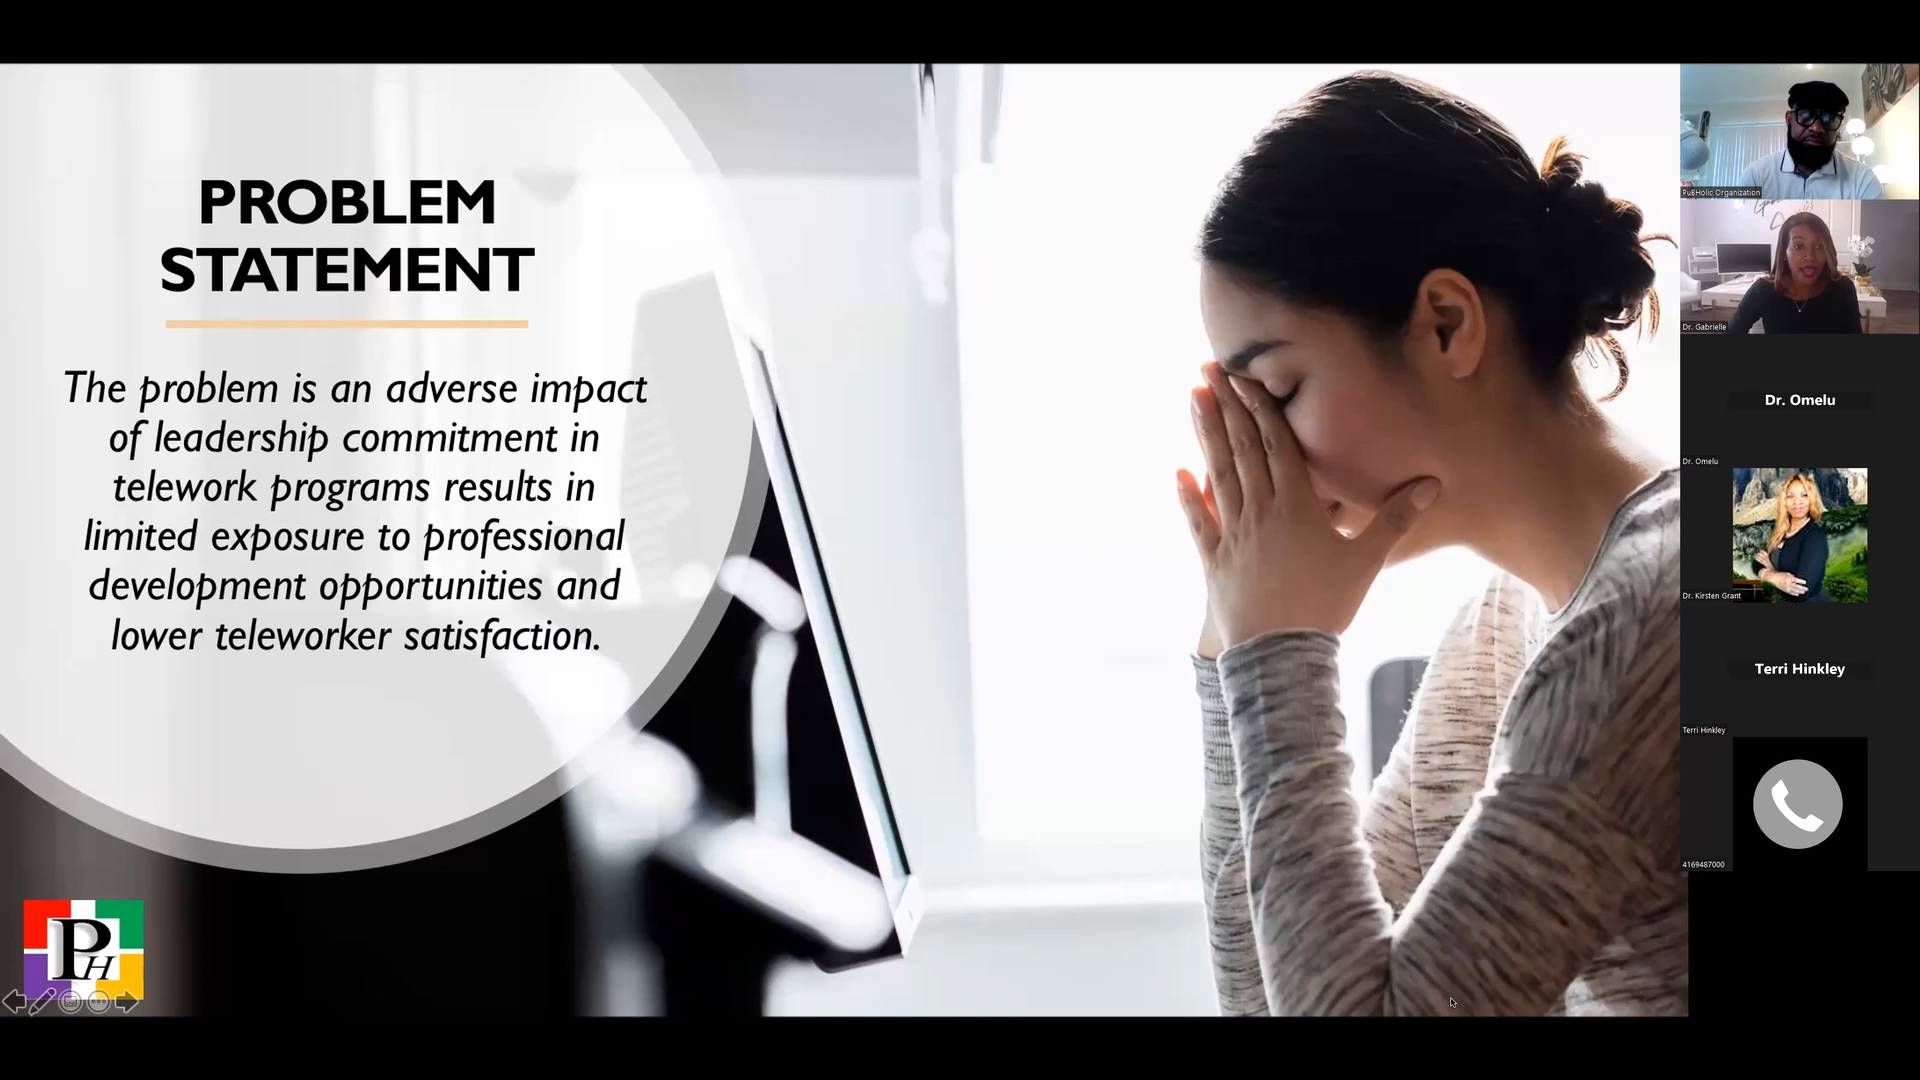 PROBLEM
STATEMENT
The problem is an adverse impact
of leadership commitment in
telework programs results in
limited exposure to professional
development opportunities and
lower teleworker satisfaction.
PH
PuBHolic Organization
Dr. Gabrielle
Dr. Omelu
Dr. Omelu
Dr. Kirsten Grant
Terri Hinkley
Terri Hinkley
4169487000